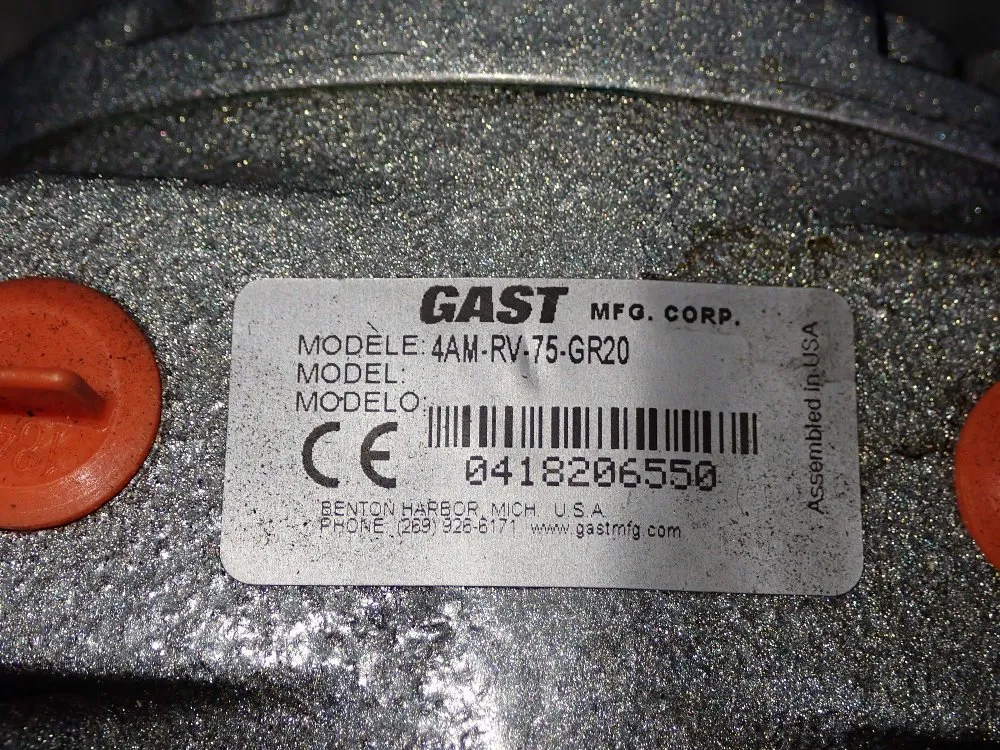 GAST MFG. CORP.
MODÈLE: 4AM-RV-75-GR20
MODEL:
MODELO:
CE
0418206550
BENTON HARBOR, MICH U.S.A
PHONE (269) 926-6171 www.gastmfg.com
Assembled in USA